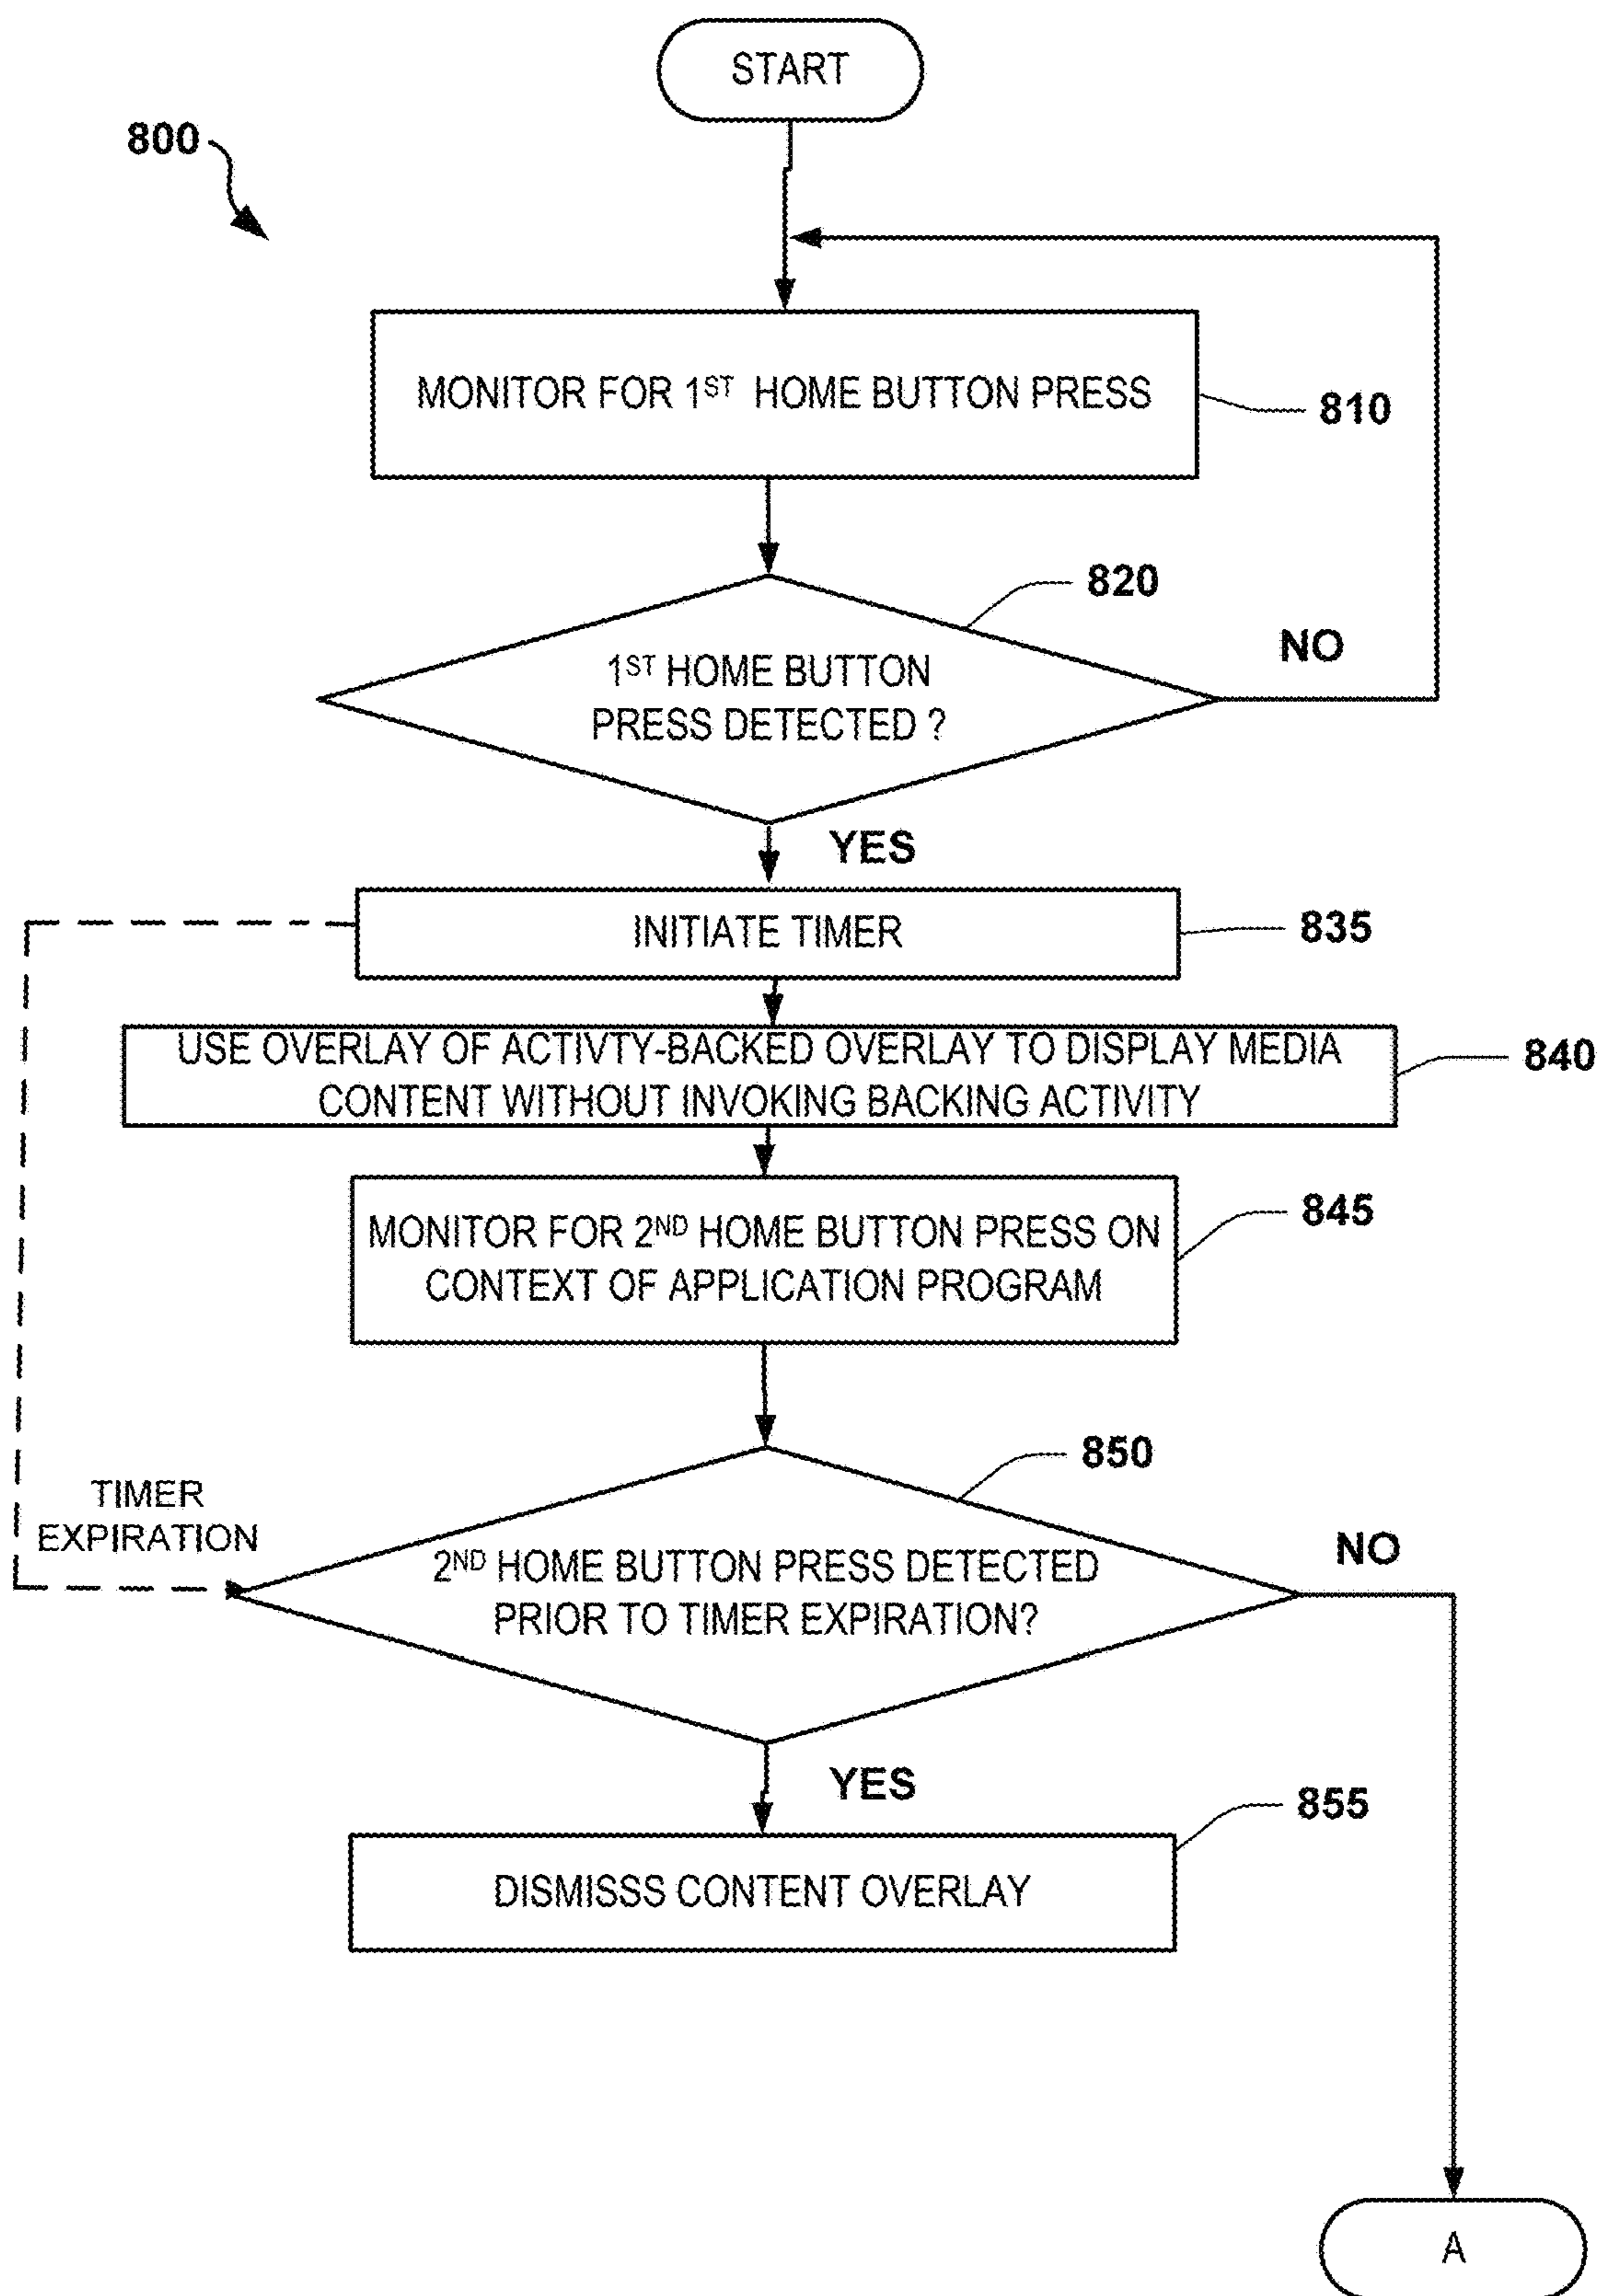 START
800
MONITOR FOR 1ST HOME BUTTON PRESS
810
820
1ST HOME BUTTON
PRESS DETECTED ?
NO
YES
INITIATE TIMER
835
USE OVERLAY OF ACTIVTY-BACKED OVERLAY TO DISPLAY MEDIA
CONTENT WITHOUT INVOKING BACKING ACTIVITY
840
MONITOR FOR 2ND HOME BUTTON PRESS ON
CONTEXT OF APPLICATION PROGRAM
845
850
TIMER
EXPIRATION
2ND HOME BUTTON PRESS DETECTED
PRIOR TO TIMER EXPIRATION?
NO
YES
855
DISMISSS CONTENT OVERLAY
A